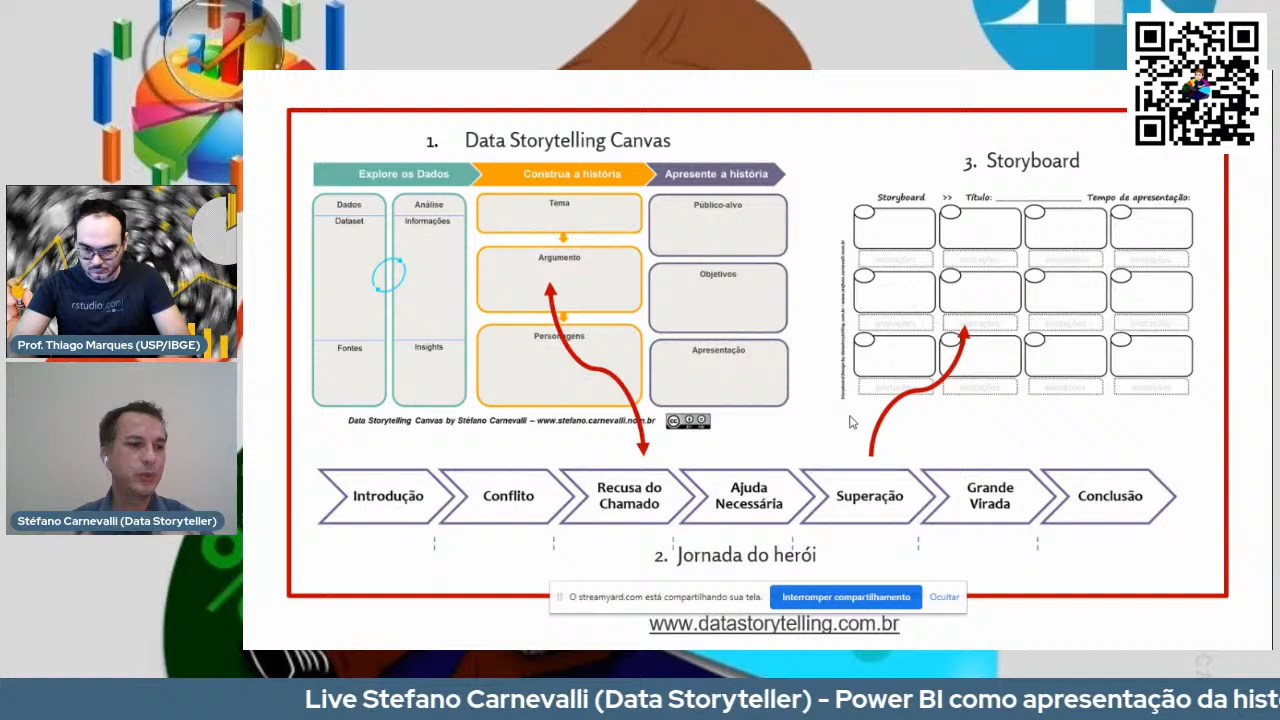 1. Data Storytelling Canvas
Explore os Dados
Construa a história
Apresente a história
Dados
Dataset
Fontes
Análise
Informações
Insights
Tema
Argumento
Personagens
Público-alvo
Objetivos
Apresentação
Data Storytelling Canvas by Stéfano Carnevalli – www.stefano.carnevalli.nom.br
3. Storyboard
Storyboard >> Título: ____________ Tempo de apresentação:
Introdução
Conflito
Recusa do
Chamado
Ajuda
Necessária
Superação
Grande
Virada
Conclusão
2. Jornada do herói
O streamyard.com está compartilhando sua tela.
Interromper compartilhamento
Ocultar
www.datastorytelling.com.br
rstudio::conf
Prof. Thiago Marques (USP/IBGE)
Stéfano Carnevalli (Data Storyteller)
Live Stefano Carnevalli (Data Storyteller) - Power BI como apresentação da hist